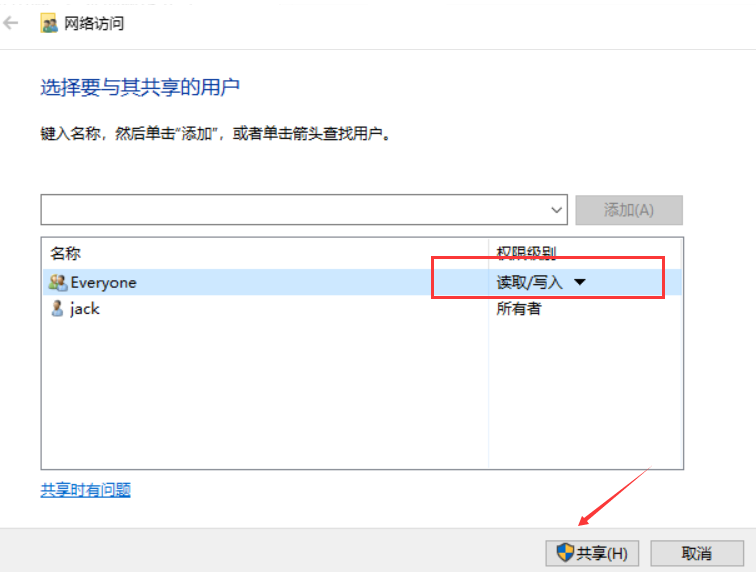 网络访问
选择要与其共享的用户
键入名称，然后单击“添加”，或者单击箭头查找用户。
添加(A)
名称 权限级别
Everyone 读取/写入
jack 所有者
共享时有问题
共享(H) 取消